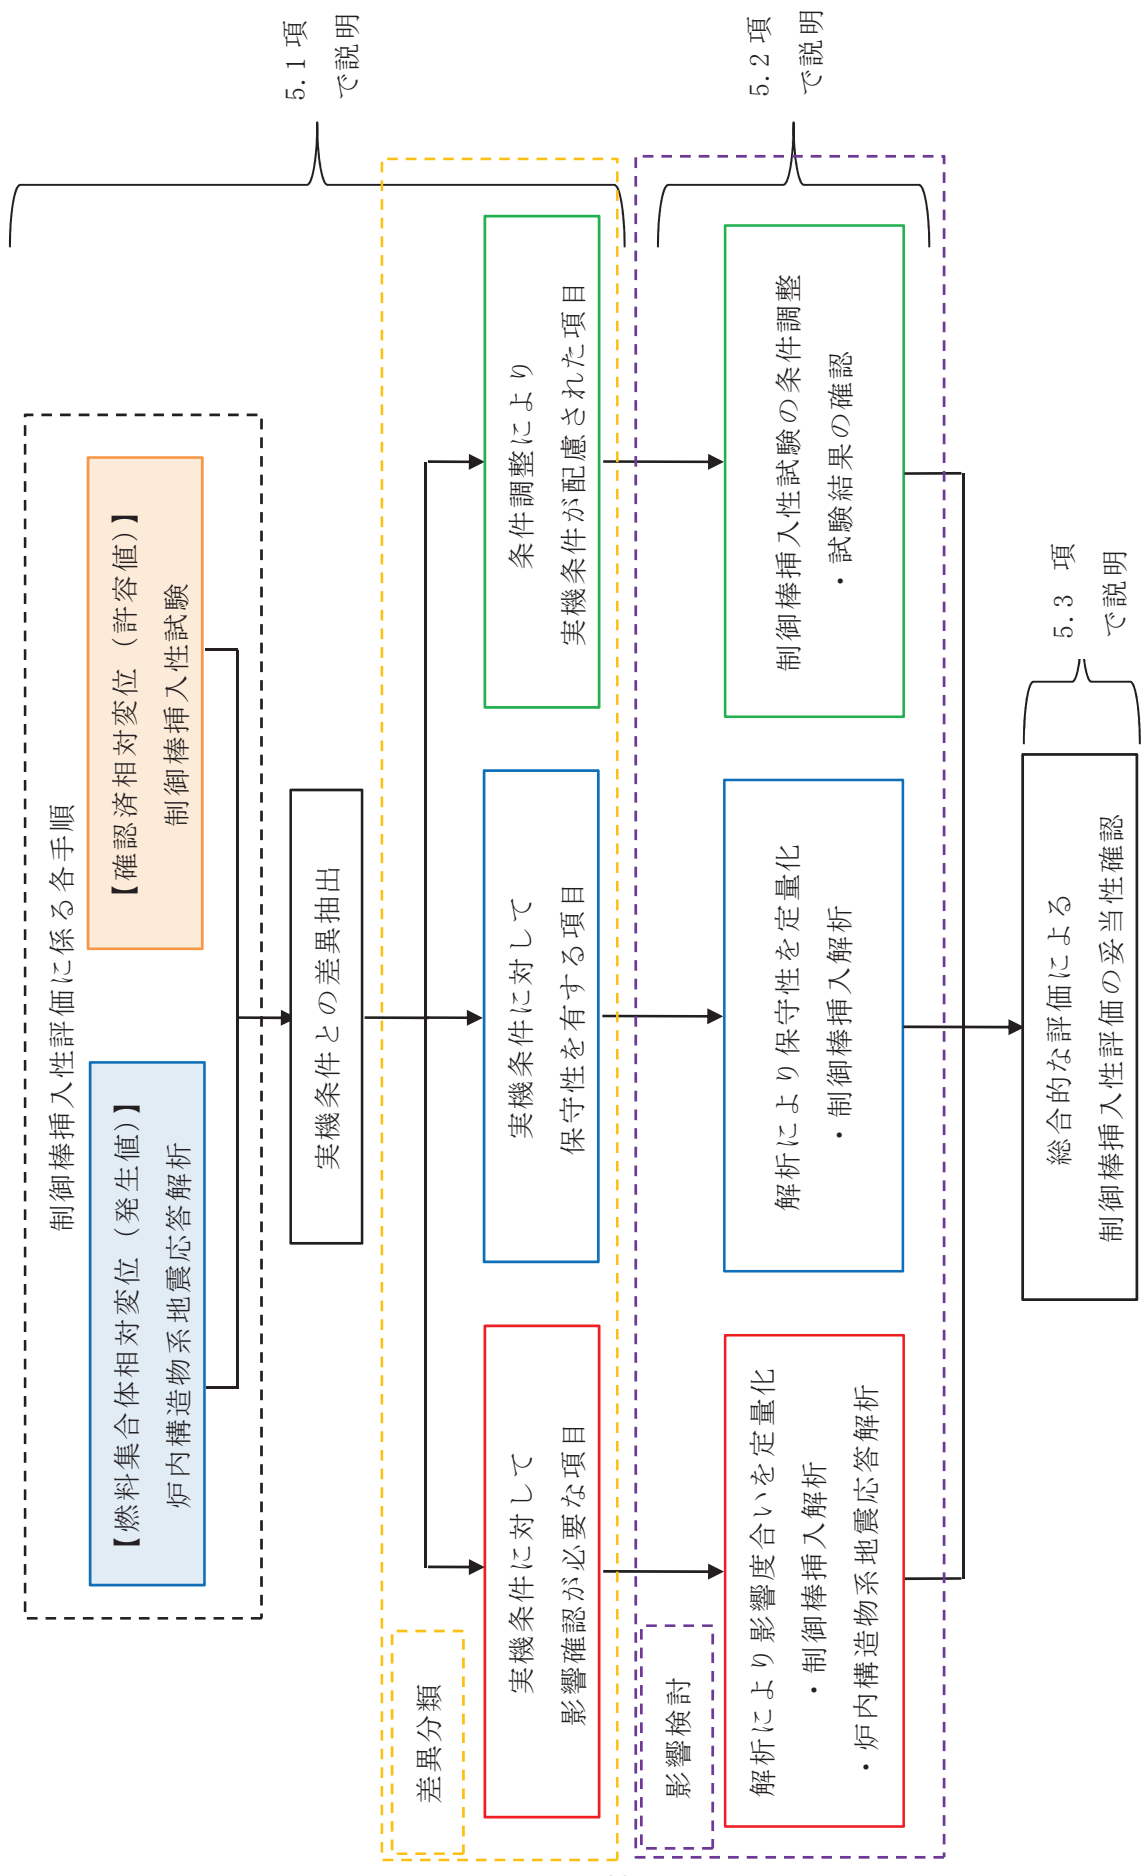 制御棒挿入性評価に係る各手順
【燃料集合体相対変位（発生値）】
炉内構造物系地震応答解析
【確認済相対変位（許容値）】
制御棒挿入性試験
実機条件との差異抽出
5.1 項
で説明
差異分類
実機条件に対して
影響確認が必要な項目
実機条件に対して
保守性を有する項目
条件調整により
実機条件が配慮された項目
影響検討
解析により影響度合いを定量化
・制御棒挿入解析
・炉内構造物系地震応答解析
解析により保守性を定量化
・制御棒挿入解析
制御棒挿入性試験の条件調整
・試験結果の確認
5.2 項
で説明
総合的な評価による
制御棒挿入性評価の妥当性確認
5.3 項
で説明